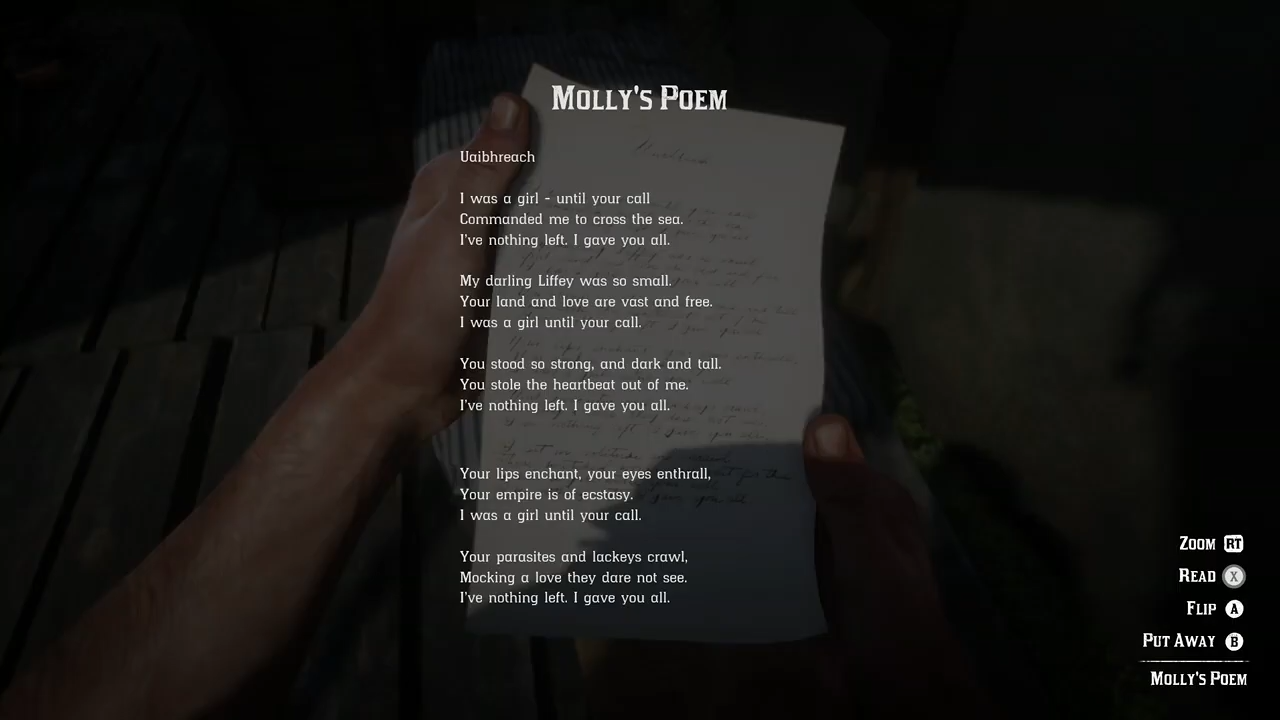 Molly's Poem
Uaibhreach
I was a girl - until your call
Commanded me to cross the sea.
I've nothing left. I gave you all.
My darling Liffey was so small.
Your land and love are vast and free.
I was a girl until your call.
You stood so strong, and dark and tall.
You stole the heartbeat out of me.
I've nothing left. I gave you all.
Your lips enchant, your eyes enthrall,
Your empire is of ecstasy.
I was a girl until your call.
Your parasites and lackeys crawl,
Mocking a love they dare not see.
I've nothing left. I gave you all.
Zoom RT
Read X
Flip A
Put Away B
Molly's Poem